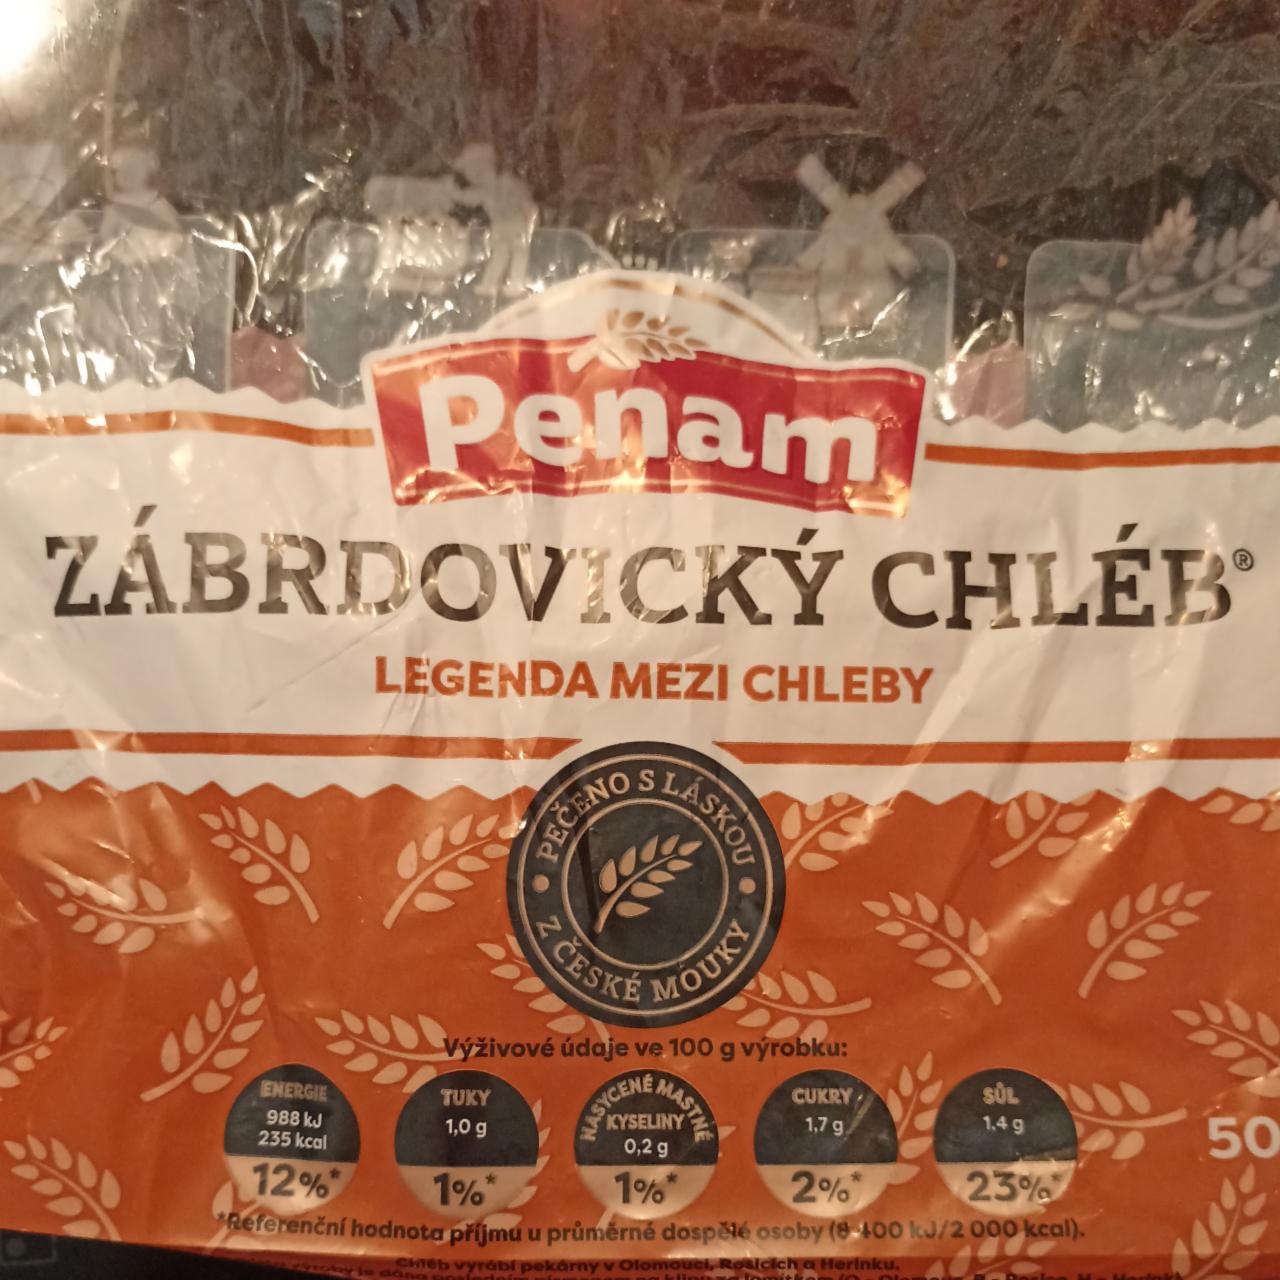 Penam
ZÁBRDOVICKÝ CHLÉB®
LEGENDA MEZI CHLEBY
PEČENO S LÁSKOU
Z ČESKÉ MOUKY
Výživové údaje ve 100 g výrobku:
ENERGIE
988 kJ
235 kcal
12%*
TUKY
1,0 g
1%*
NASYCENÉ MASTNÉ
KYSELINY
0,2 g
1%*
CUKRY
1,7 g
2%*
SŮL
1,4 g
23%*
50
*Referenční hodnota příjmu u průměrné dospělé osoby (8 400 kJ/2 000 kcal).
Chléb vyrábí pekárny v Olomouci, Rosicích a Herinku.